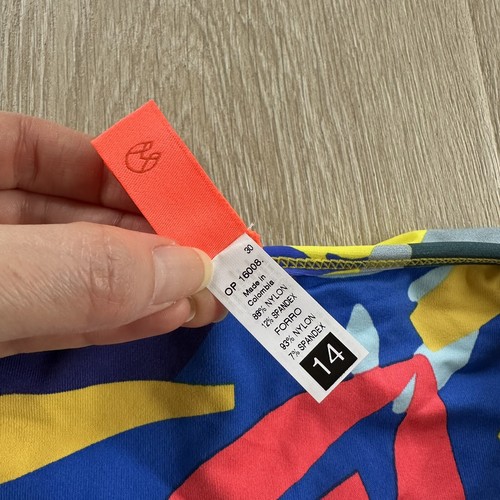 30
OP 16008.
Made in
Colombia
88% NYLON
12% SPANDEX
FORRO
93% NYLON
7% SPANDEX
14